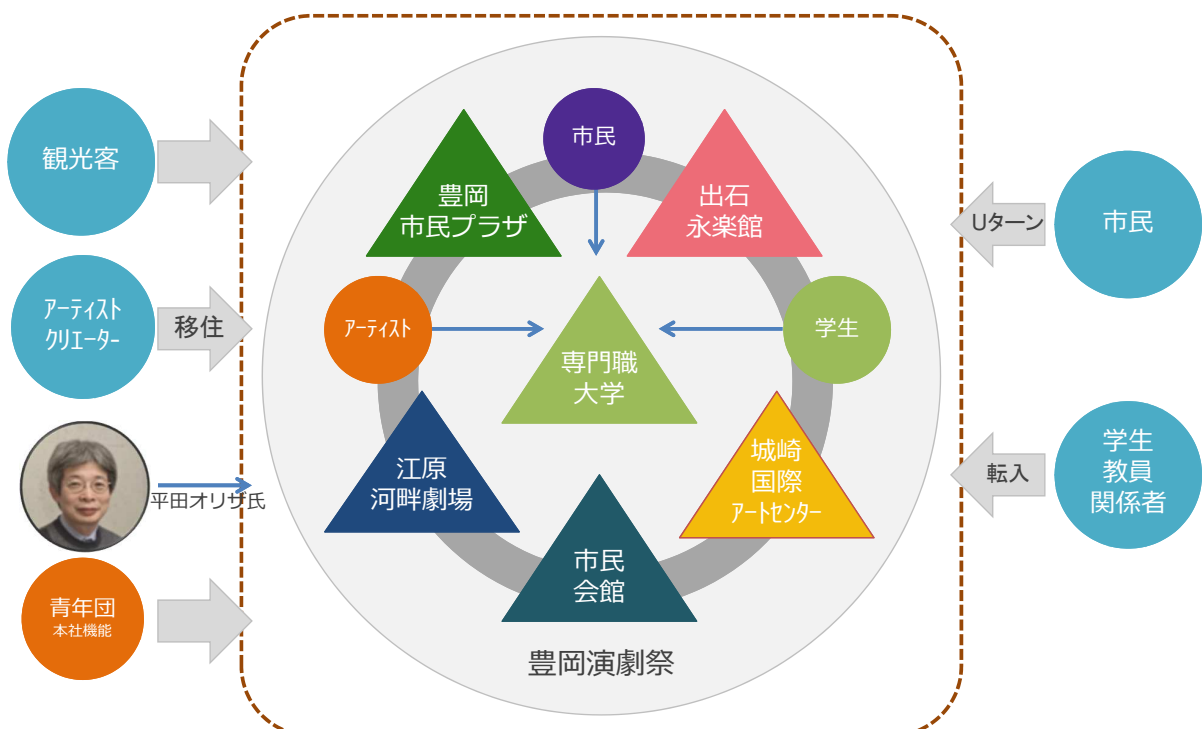 観光客
アーティスト
クリエーター
移住
平田オリザ氏
青年団
本社機能
市民
豊岡
市民プラザ
出石
永楽館
アーティスト
学生
専門職
大学
江原
河畔劇場
城崎
国際
アートセンター
市民
会館
豊岡演劇祭
Uターン
市民
転入
学生
教員
関係者